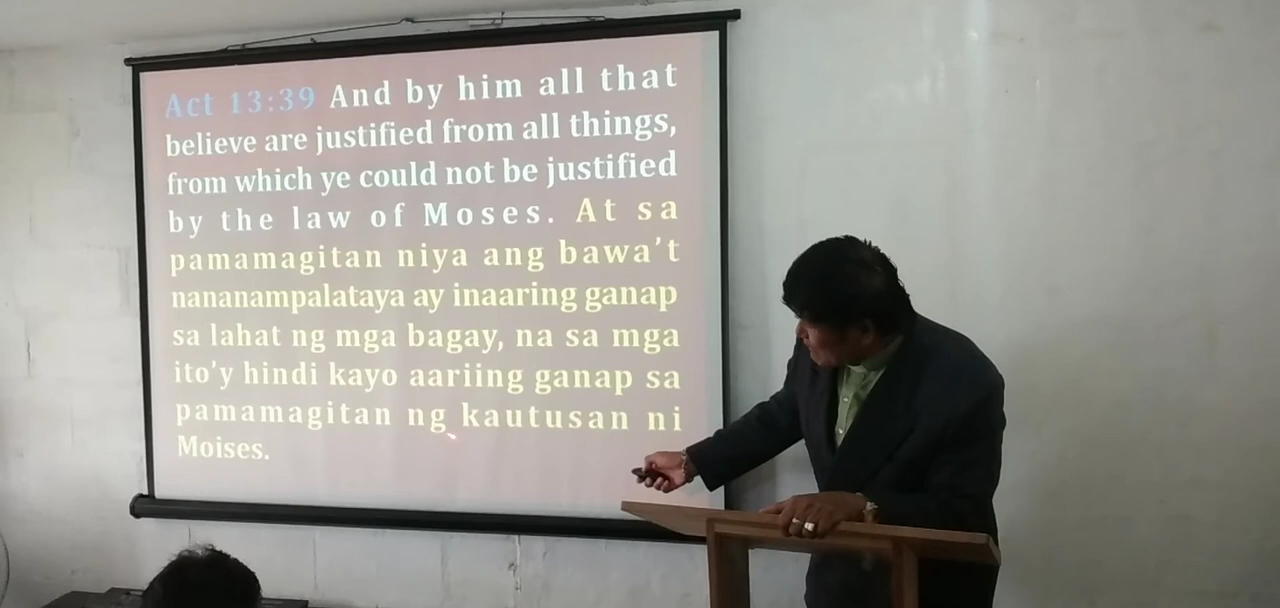 Act 13:39 And by him all that
believe are justified from all things,
from which ye could not be justified
by the law of Moses. At sa
pamamagitan niya ang bawa't
nananampalataya ay inaaring ganap
sa lahat ng mga bagay, na sa mga
ito'y hindi kayo aariing ganap sa
pamamagitan ng kautusan ni
Moises.